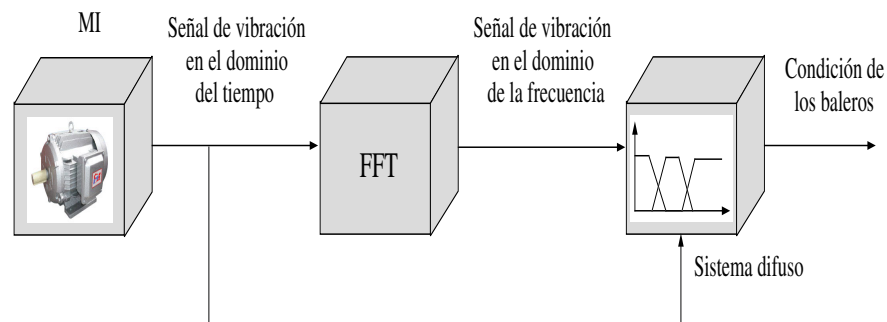 MI
Señal de vibración
en el dominio
del tiempo
Señal de vibración
en el dominio
de la frecuencia
Condición de
los baleros
FFT
Sistema difuso